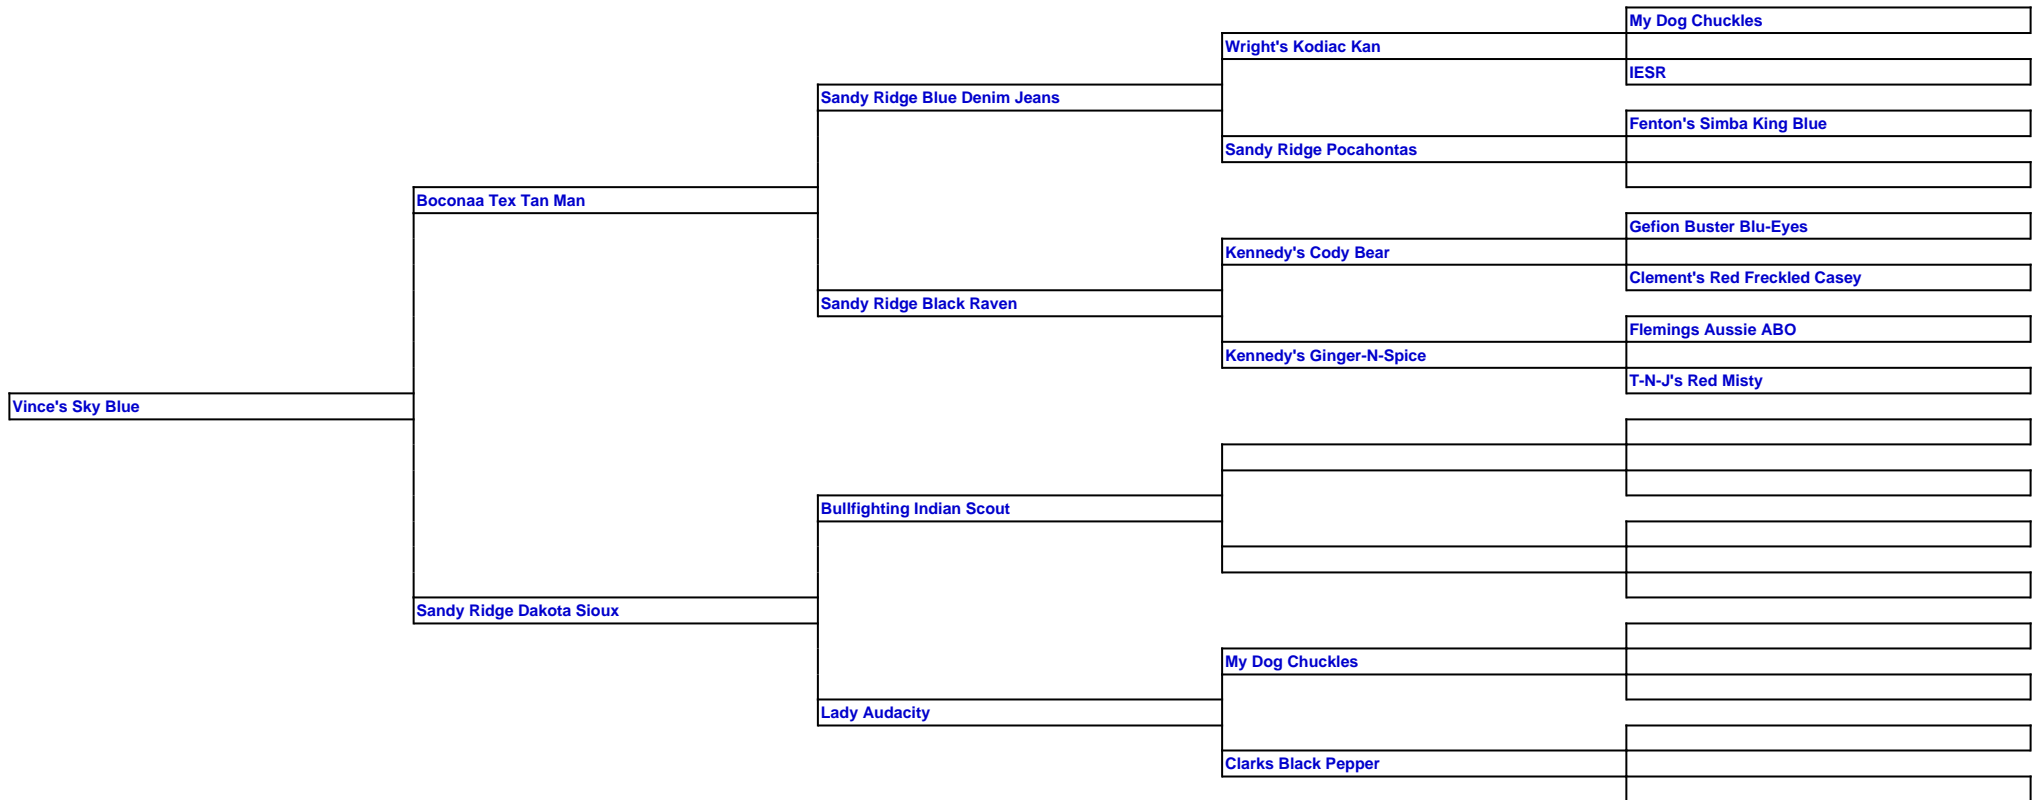 My Dog Chuckles
Wright's Kodiac Kan
IESR
Sandy Ridge Blue Denim Jeans
Fenton's Simba King Blue
Sandy Ridge Pocahontas
Boconaa Tex Tan Man
Gefion Buster Blu-Eyes
Kennedy's Cody Bear
Clement's Red Freckled Casey
Sandy Ridge Black Raven
Flemings Aussie ABO
Kennedy's Ginger-N-Spice
T-N-J's Red Misty
Vince's Sky Blue
Bullfighting Indian Scout
Sandy Ridge Dakota Sioux
My Dog Chuckles
Lady Audacity
Clarks Black Pepper